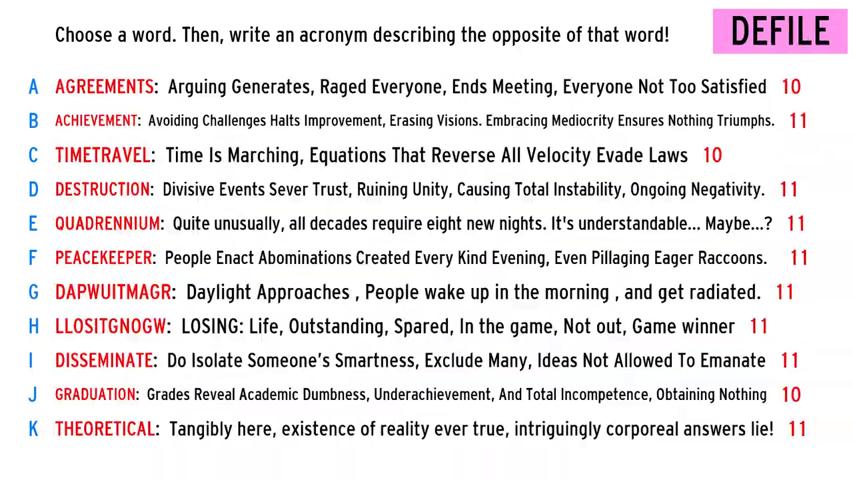 Choose a word. Then, write an acronym describing the opposite of that word!
DEFILE
A AGREEMENTS: Arguing Generates, Raged Everyone, Ends Meeting, Everyone Not Too Satisfied 10
B ACHIEVEMENT: Avoiding Challenges Halts Improvement, Erasing Visions. Embracing Mediocrity Ensures Nothing Triumphs. 11
C TIMETRAVEL: Time Is Marching, Equations That Reverse All Velocity Evade Laws 10
D DESTRUCTION: Divisive Events Sever Trust, Ruining Unity, Causing Total Instability, Ongoing Negativity. 11
E QUADRENNIUM: Quite unusually, all decades require eight new nights. It's understandable... Maybe...? 11
F PEACEKEEPER: People Enact Abominations Created Every Kind Evening, Even Pillaging Eager Raccoons. 11
G DAPWUITMAGR: Daylight Approaches , People wake up in the morning , and get radiated. 11
H LLOSITGNOGW: LOSING: Life, Outstanding, Spared, In the game, Not out, Game winner 11
I DISSEMINATE: Do Isolate Someone's Smartness, Exclude Many, Ideas Not Allowed To Emanate 11
J GRADUATION: Grades Reveal Academic Dumbness, Underachievement, And Total Incompetence, Obtaining Nothing 10
K THEORETICAL: Tangibly here, existence of reality ever true, intriguingly corporeal answers lie! 11